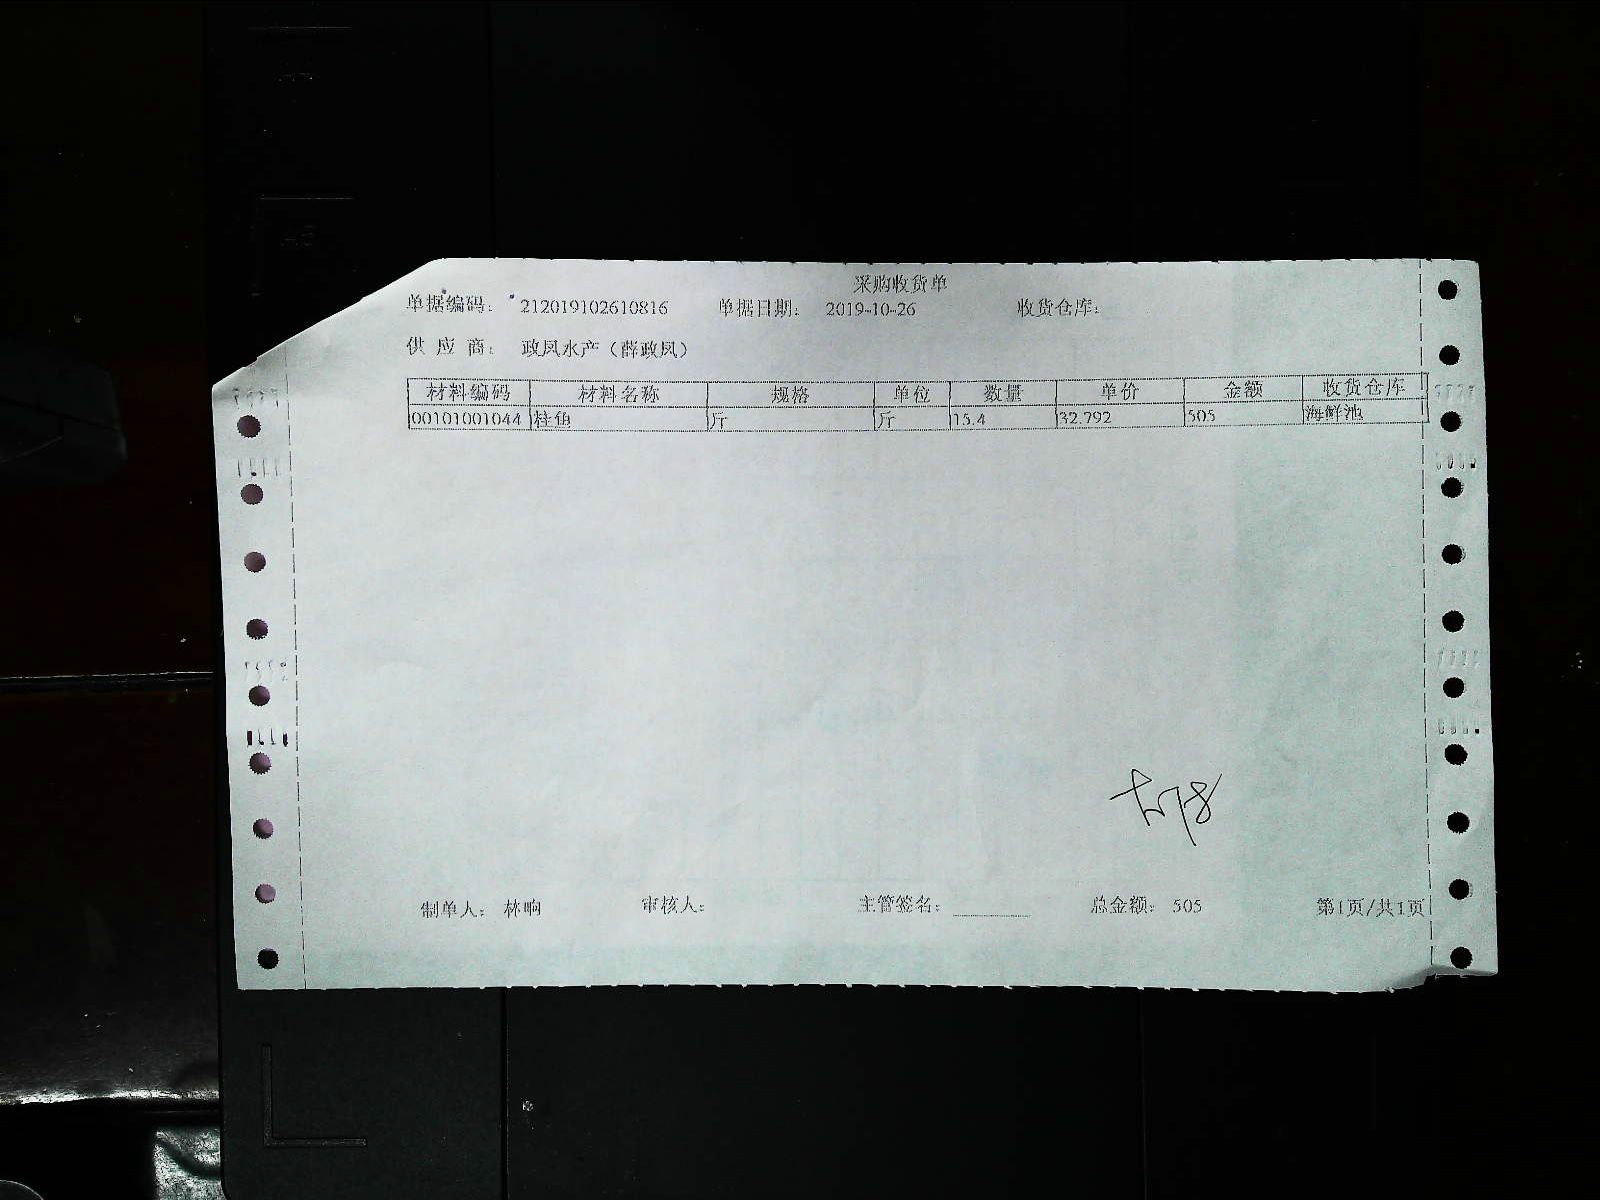 采购收货单
单据编码： 212019102610816 单据日期： 2019-10-26 收货仓库：
供 应 商： 政凤水产（薛政凤）
材料编码 材料名称 规格 单位 数量 单价 金额 收货仓库
00101001044 桂鱼 斤 斤 15.4 32.792 505 海鲜池
制单人： 林响 审核人： 主管签名： 总金额： 505 第1页/共1页